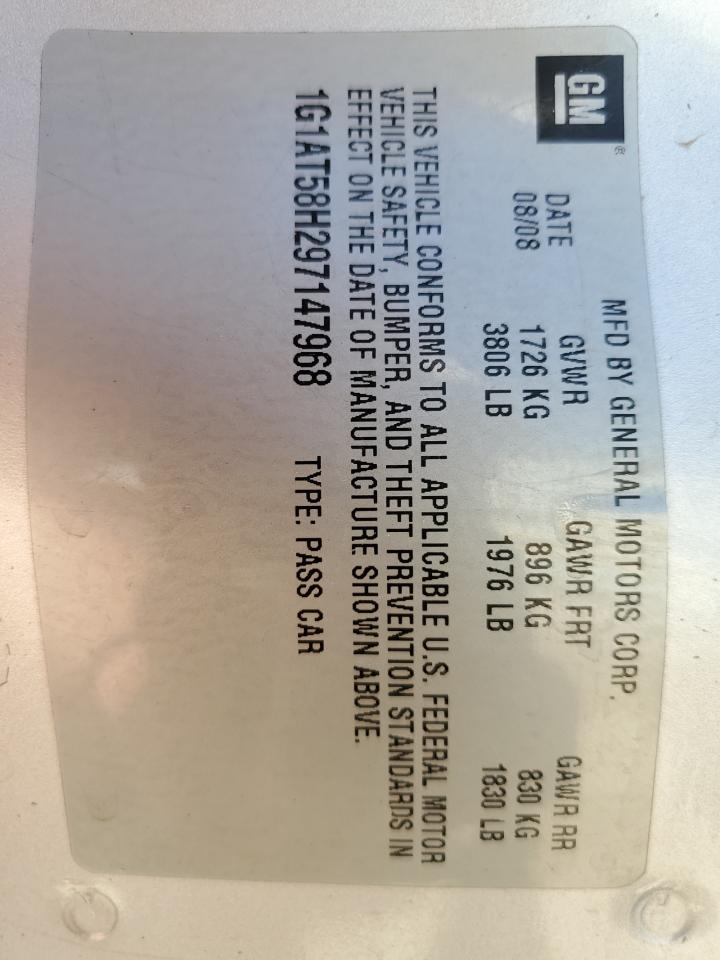 GM®
MFD BY GENERAL MOTORS CORP.
DATE GVWR GAWR FRT GAWR RR
08/08 1726 KG 896 KG 830 KG
3806 LB 1976 LB 1830 LB
THIS VEHICLE CONFORMS TO ALL APPLICABLE U.S. FEDERAL MOTOR
VEHICLE SAFETY, BUMPER, AND THEFT PREVENTION STANDARDS IN
EFFECT ON THE DATE OF MANUFACTURE SHOWN ABOVE.
1G1AT58H297147968 TYPE: PASS CAR